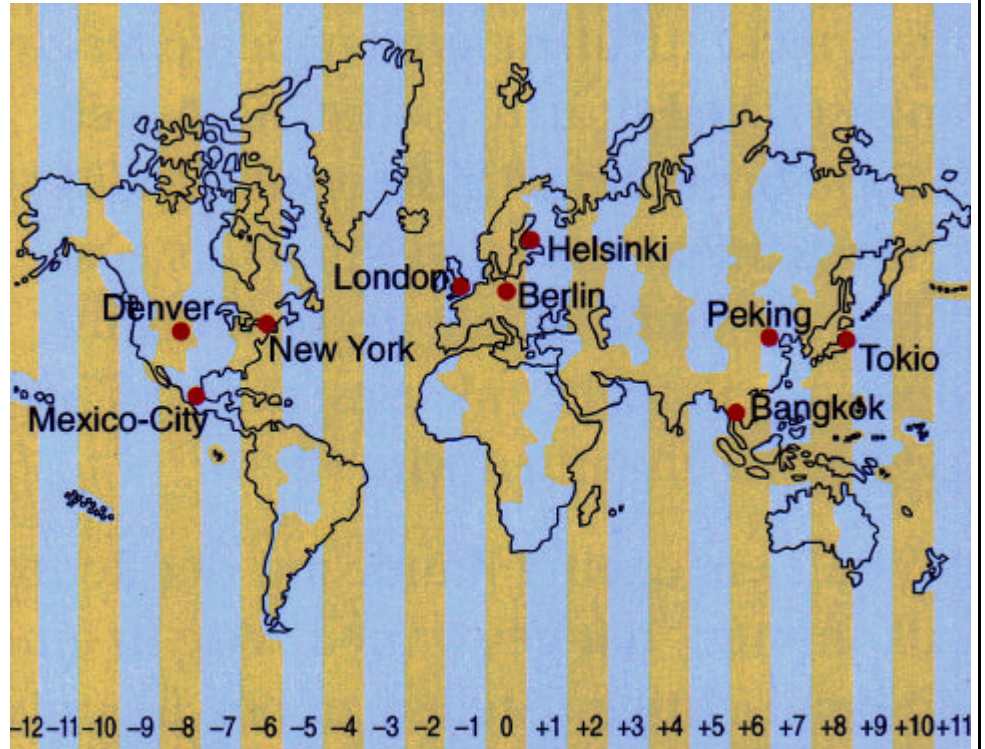 Helsinki
London
Berlin
Denver
Peking
New York
Tokio
Mexico-City
Bangkok
–12 –11 –10 –9 –8 –7 –6 –5 –4 –3 –2 –1 0 +1 +2 +3 +4 +5 +6 +7 +8 +9 +10 +11